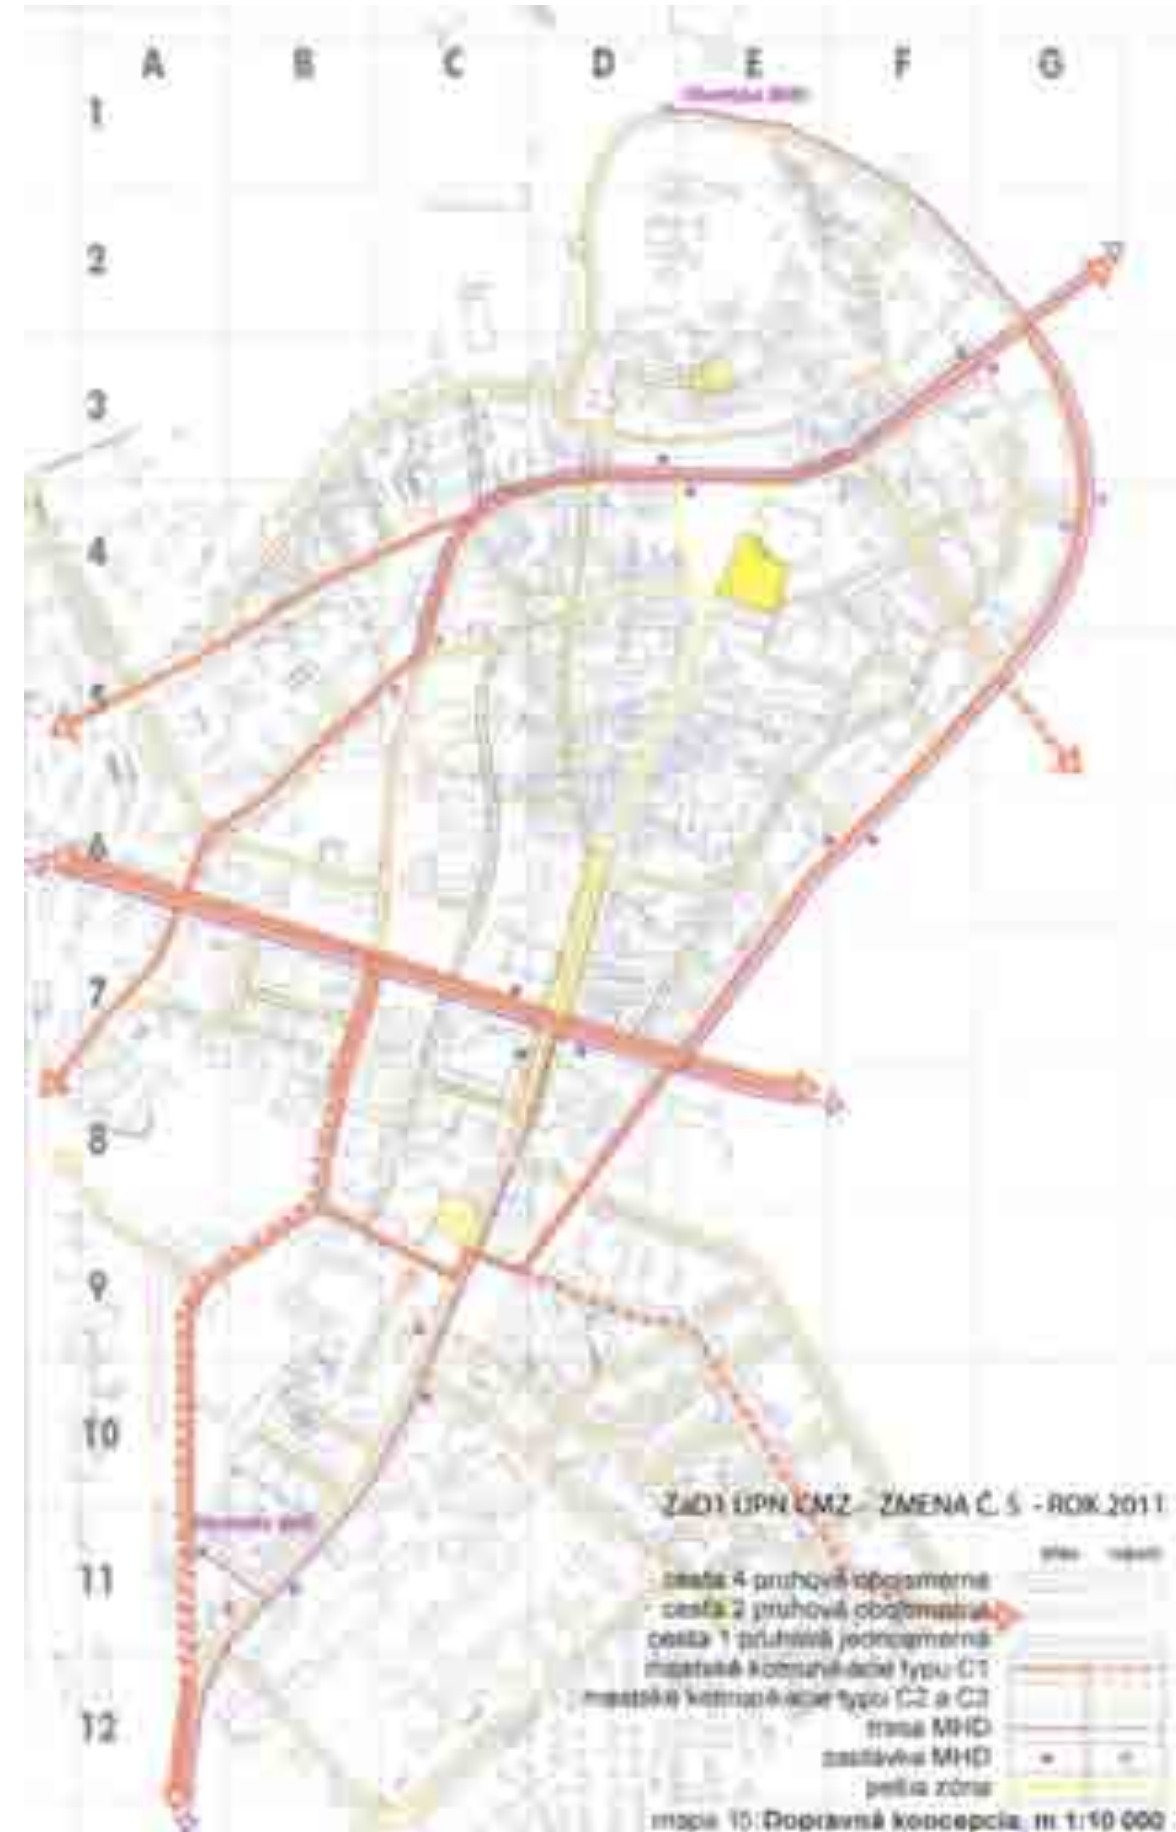 A B C D E F G
1
2
3
4
5
6
7
8
9
10
11
12
ZaD1 ÚPN CMZ - ZMENA Č. 5 - ROK 2011
cesta 4 pruhová obojsmerná
cesta 2 pruhová obojsmerná
cesta 1 pruhová jednosmerná
mestské komunikácie typu C1
mestské komunikácie typu C2 a C3
trasa MHD
zastávka MHD
pešia zóna
mapa 15: Dopravná koncepcia, m 1:10 000